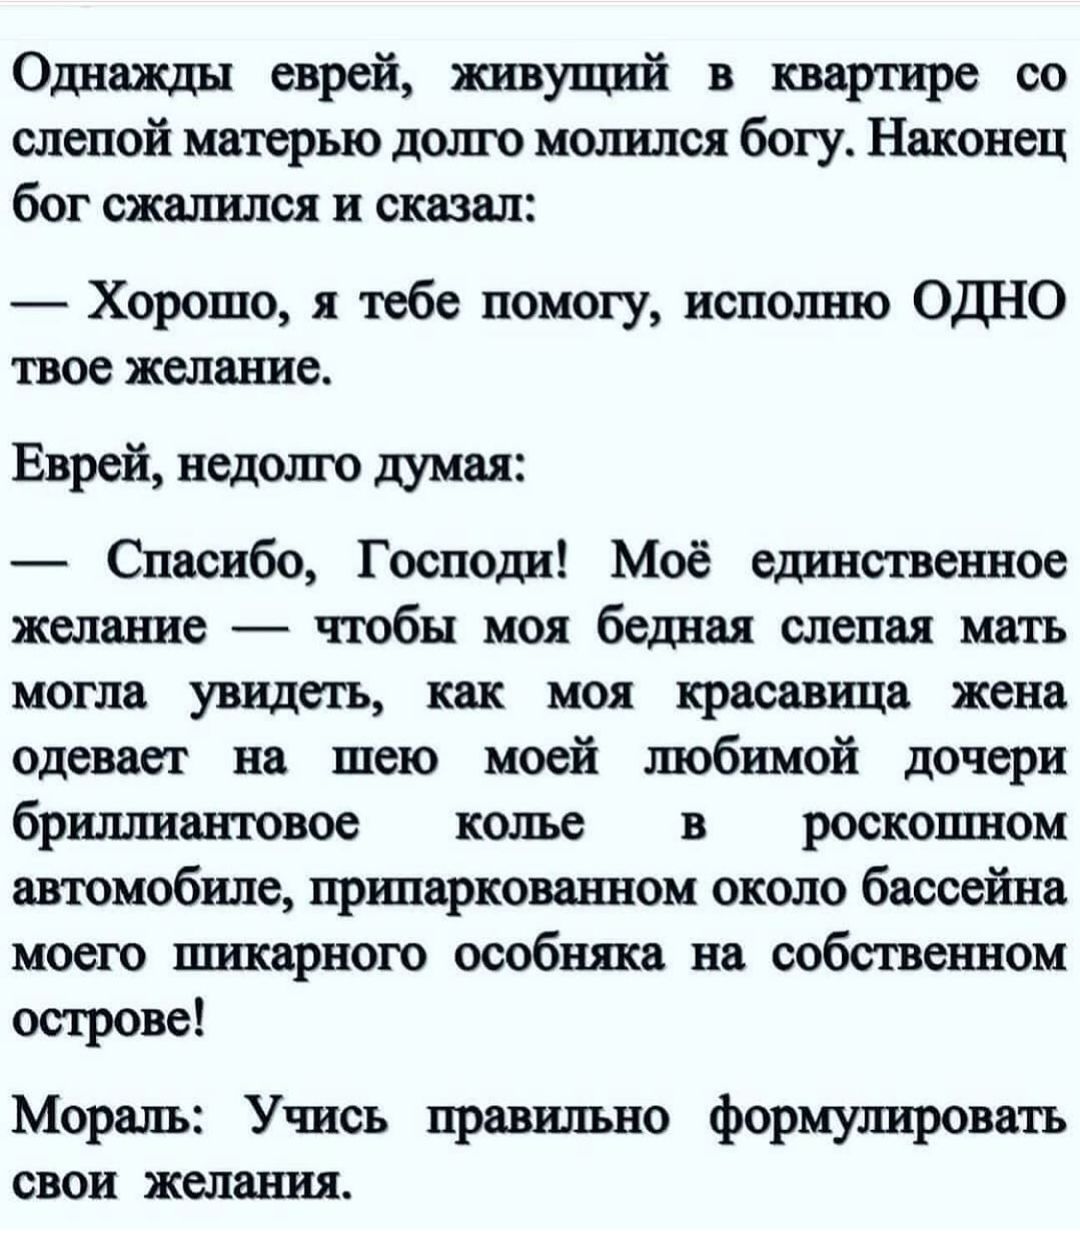 Однажды еврей, живущий в квартире со
слепой матерью долго молился богу. Наконец
бог сжалился и сказал:
— Хорошо, я тебе помогу, исполню ОДНО
твое желание.
Еврей, недолго думая:
— Спасибо, Господи! Моё единственное
желание — чтобы моя бедная слепая мать
могла увидеть, как моя красавица жена
одевает на шею моей любимой дочери
бриллиантовое колье в роскошном
автомобиле, припаркованном около бассейна
моего шикарного особняка на собственном
острове!
Мораль: Учись правильно формулировать
свои желания.